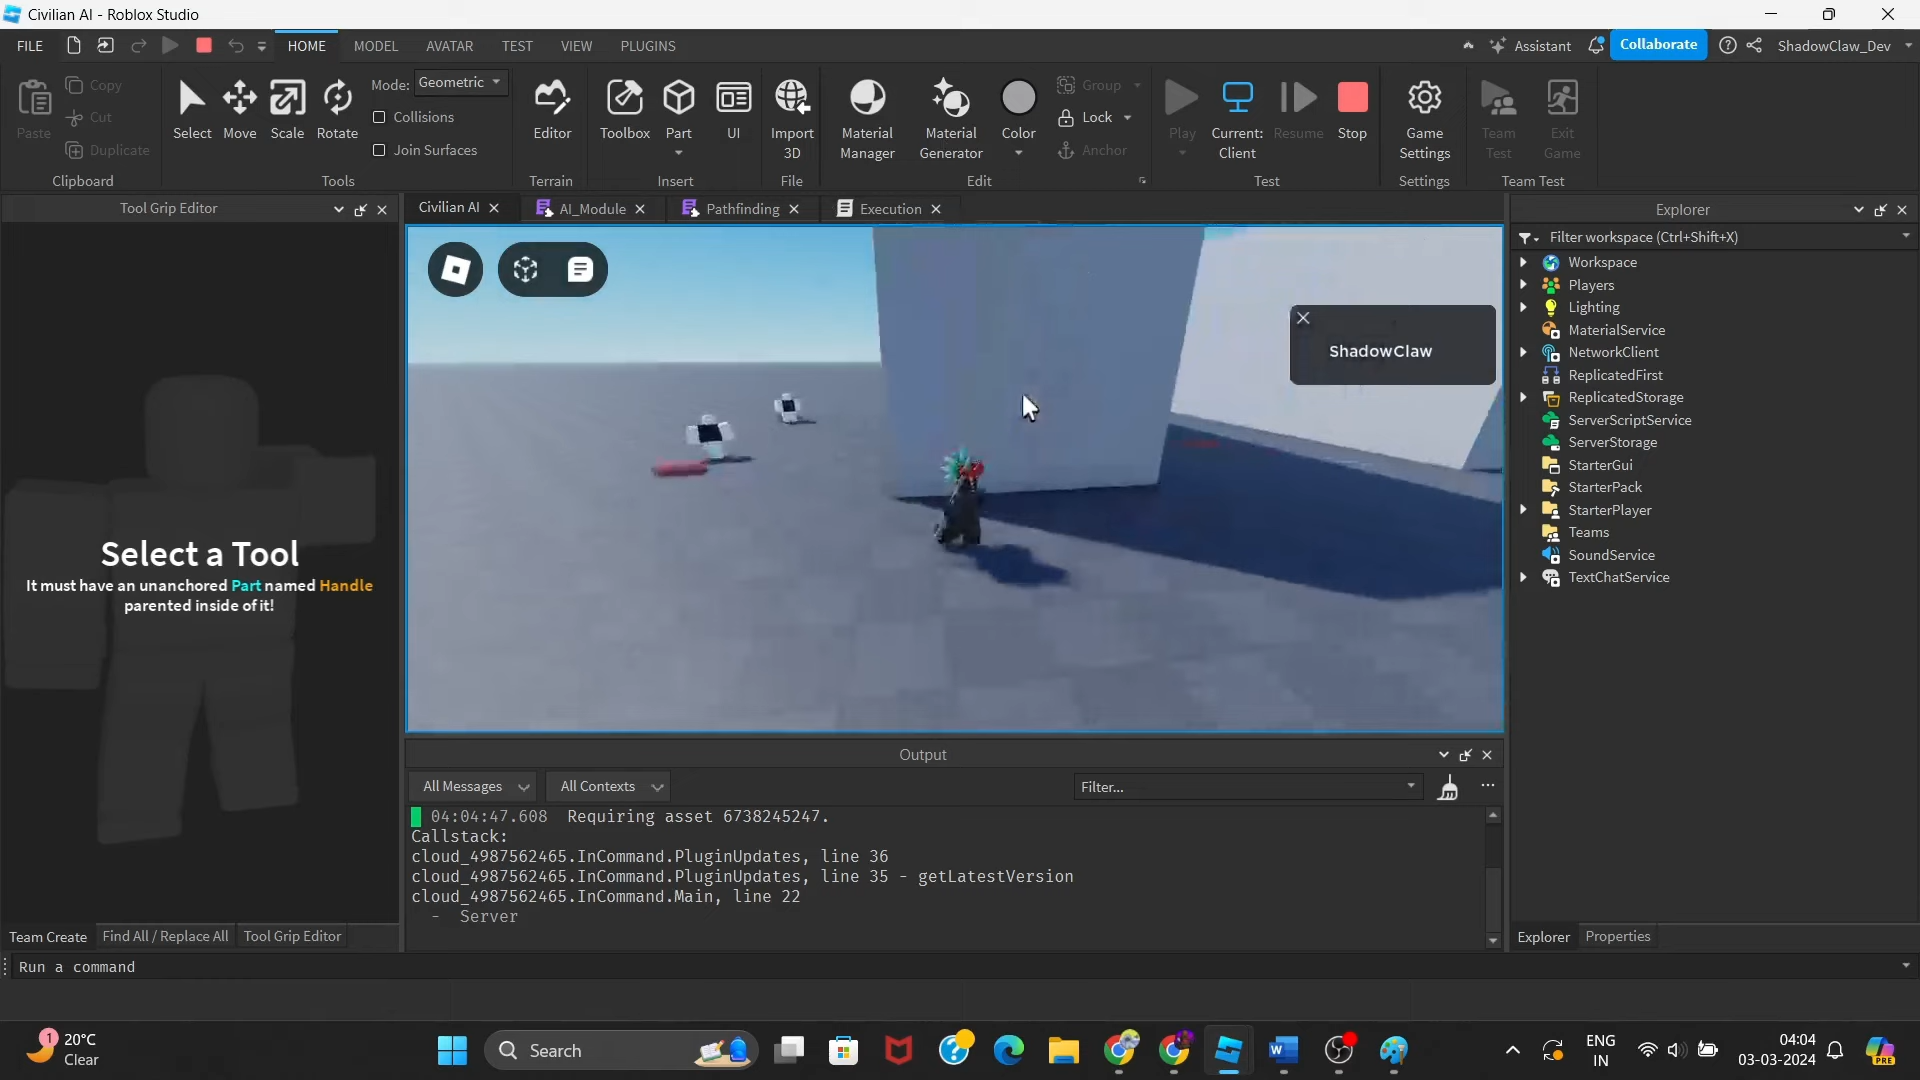 Civilian AI - Roblox Studio
FILE HOME MODEL AVATAR TEST VIEW PLUGINS Assistant Collaborate ShadowClaw_Dev
Paste
Copy
Cut
Duplicate
Clipboard
Select
Move
Scale
Rotate
Mode: Geometric
Collisions
Join Surfaces
Tools
Editor
Terrain
Toolbox
Part
UI
Insert
Import
3D
File
Material
Manager
Material
Generator
Color
Group
Lock
Anchor
Edit
Play
Current:
Client
Resume
Stop
Test
Game
Settings
Settings
Team
Test
Exit
Game
Team Test
Tool Grip Editor
Civilian AI
AI_Module
Pathfinding
Execution
Explorer
Filter workspace (Ctrl+Shift+X)
Workspace
Players
Lighting
MaterialService
NetworkClient
ReplicatedFirst
ReplicatedStorage
ServerScriptService
ServerStorage
StarterGui
StarterPack
StarterPlayer
Teams
SoundService
TextChatService
ShadowClaw
Select a Tool
It must have an unanchored Part named Handle
parented inside of it!
Output
All Messages
All Contexts
Filter...
04:04:47.608 Requiring asset 6738245247.
Callstack:
cloud_4987562465.InCommand.PluginUpdates, line 36
cloud_4987562465.InCommand.PluginUpdates, line 35 - getLatestVersion
cloud_4987562465.InCommand.Main, line 22
- Server
Team Create
Find All / Replace All
Tool Grip Editor
Explorer
Properties
Run a command
1
20°C
Clear
Search
ENG
IN
04:04
03-03-2024
PRE